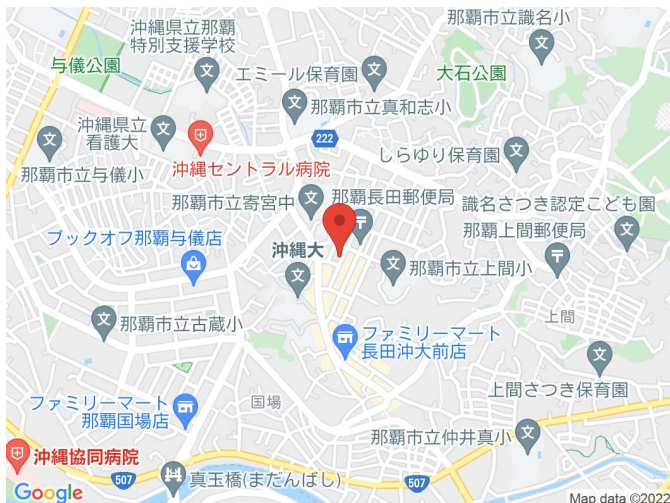 沖縄県立那覇
特別支援学校
那覇市立識名小
与儀公園
エミール保育園
大石公園
那覇市立真和志小
沖縄県立
看護大
222
しらゆり保育園
沖縄セントラル病院
那覇市立与儀小
那覇長田郵便局
那覇市立寄宮中
識名さつき認定こども園
那覇上間郵便局
ブックオフ那覇与儀店
沖縄大
那覇市立上間小
那覇市立古蔵小
上間
ファミリーマート
長田沖大前店
上間さつき保育園
ファミリーマート
那覇国場店
国場
那覇市立仲井真小
沖縄協同病院
507
真玉橋(まだんばし)
507
Google
Map data ©2022